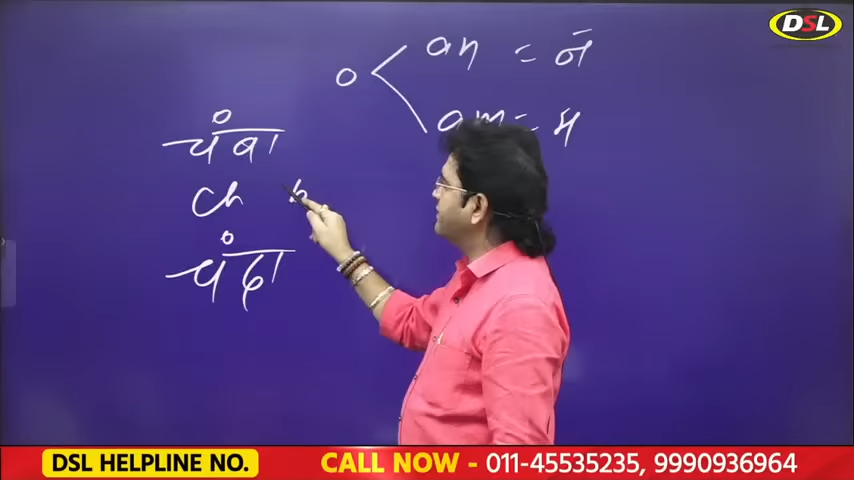 DSL
o < an = न
am = म
चंबा
ch b
चंदा
DSL HELPLINE NO. CALL NOW - 011-45535235, 9990936964